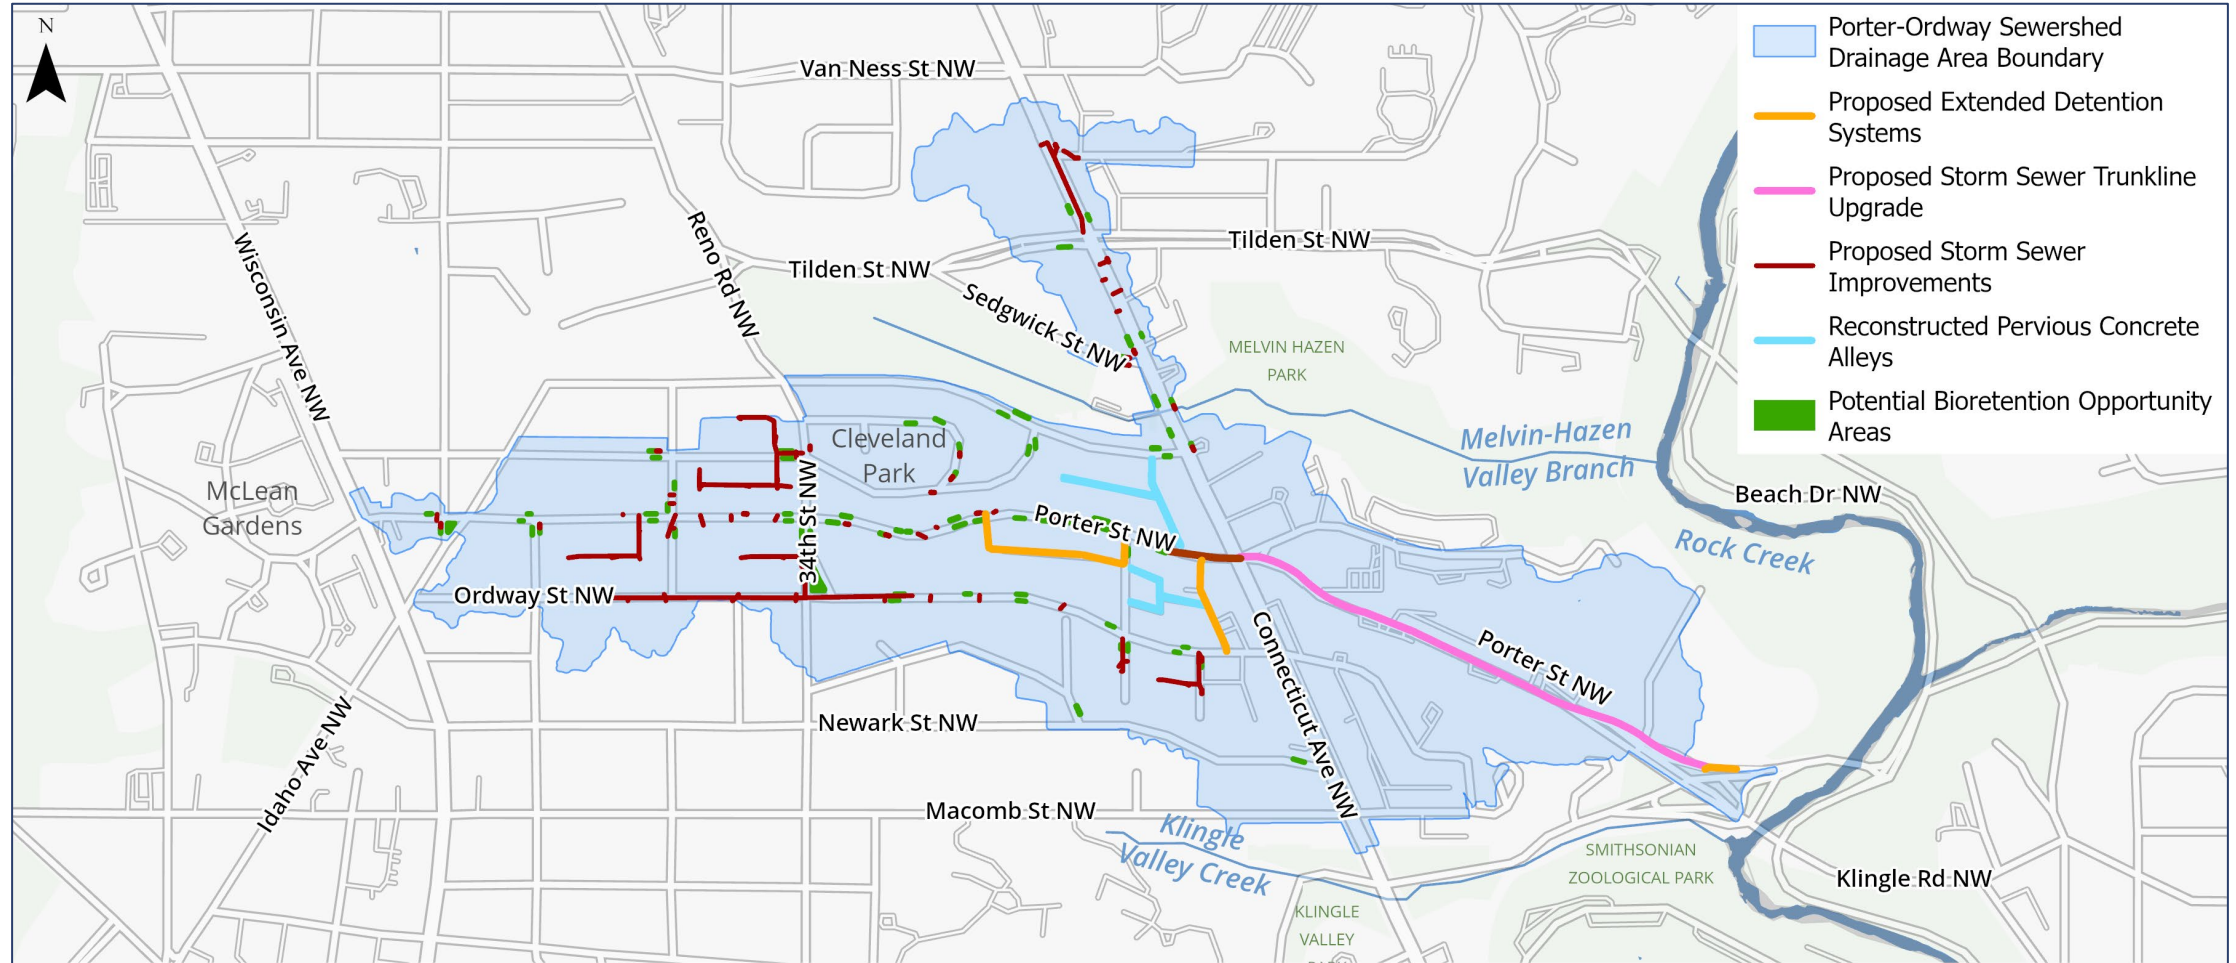 N
Van Ness St NW
Porter-Ordway Sewershed
Drainage Area Boundary
Proposed Extended Detention
Systems
Proposed Storm Sewer Trunkline
Upgrade
Proposed Storm Sewer
Improvements
Reconstructed Pervious Concrete
Alleys
Potential Bioretention Opportunity
Areas
Wisconsin Ave NW
Reno Rd NW
Tilden St NW
Tilden St NW
Sedgwick St NW
MELVIN HAZEN
PARK
Cleveland
Park
Melvin-Hazen
Valley Branch
McLean
Gardens
34th St NW
Porter St NW
Beach Dr NW
Rock Creek
Ordway St NW
Connecticut Ave NW
Porter St NW
Idaho Ave NW
Newark St NW
Macomb St NW
Klingle
Valley Creek
SMITHSONIAN
ZOOLOGICAL PARK
Klingle Rd NW
KLINGLE
VALLEY